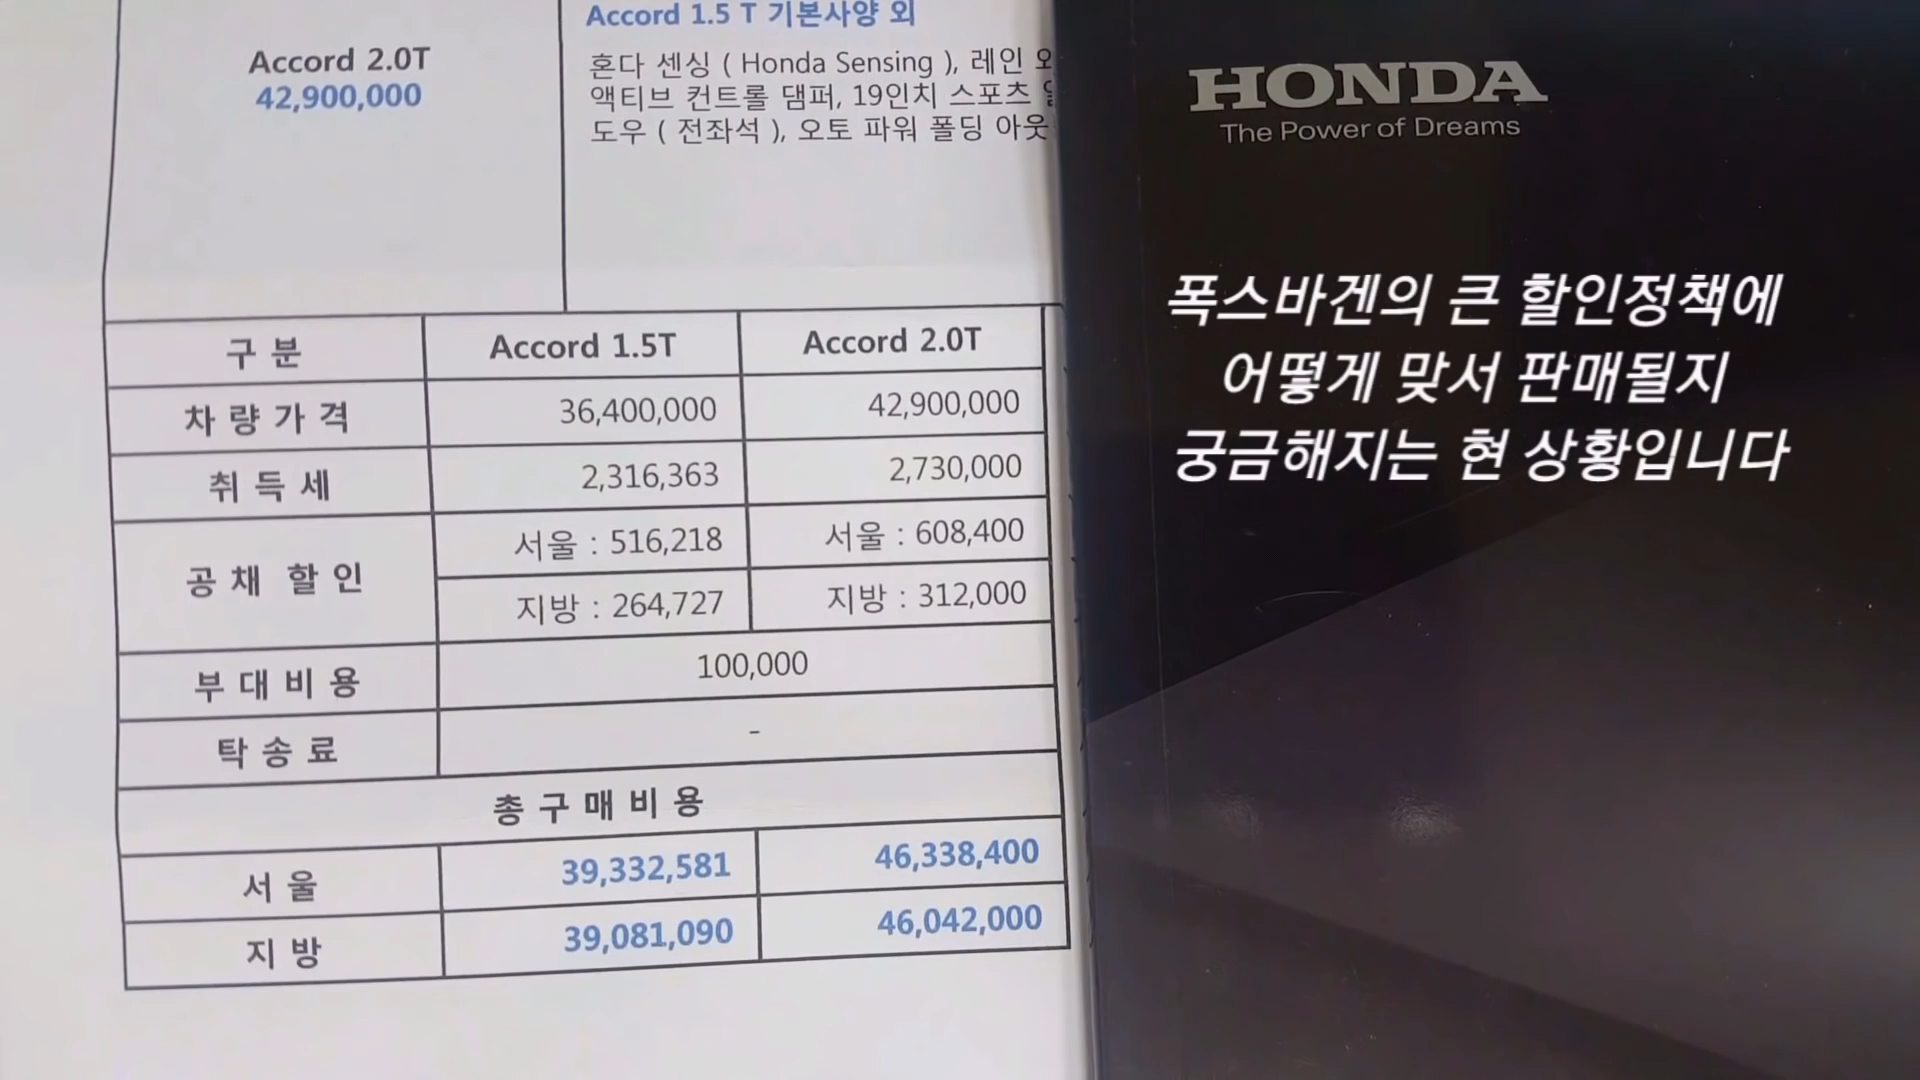 Accord 1.5 T 기본사양 외
Accord 2.0T
42,900,000
혼다 센싱 ( Honda Sensing ), 레인
액티브 컨트롤 댐퍼, 19인치 스포츠
도우 ( 전좌석 ), 오토 파워 폴딩 아웃
구 분
Accord 1.5T
Accord 2.0T
차 량 가 격
36,400,000
42,900,000
취 득 세
2,316,363
2,730,000
공 채 할 인
서울 : 516,218
서울 : 608,400
지방 : 264,727
지방 : 312,000
부 대 비 용
100,000
탁 송 료
-
총 구 매 비 용
서 울
39,332,581
46,338,400
지 방
39,081,090
46,042,000
HONDA
The Power of Dreams
폭스바겐의 큰 할인정책에
어떻게 맞서 판매될지
궁금해지는 현 상황입니다